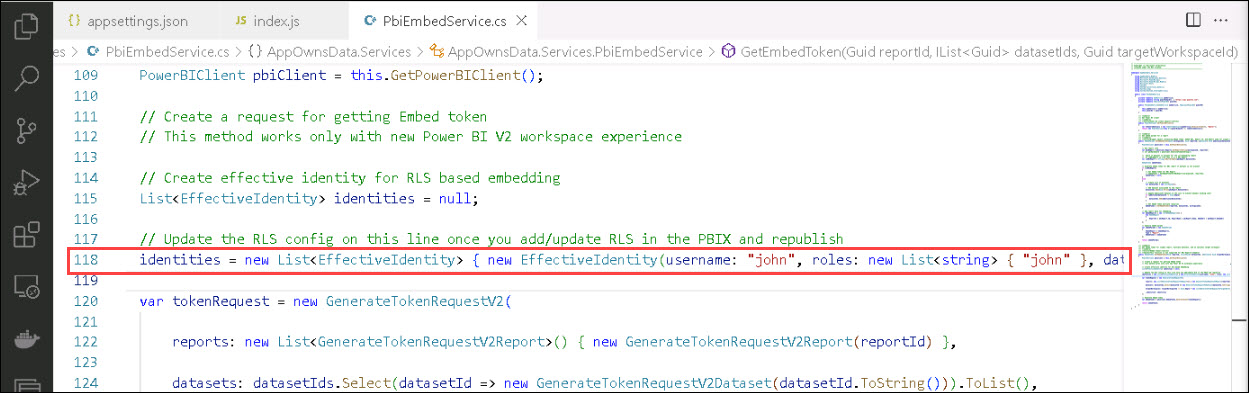 appsettings.json JS index.js PbiEmbedService.cs
es > PbiEmbedService.cs > {} AppOwnsData.Services > AppOwnsData.Services.PbiEmbedService > GetEmbedToken(Guid reportId, IList<Guid> datasetIds, Guid targetWorkspaceId)
109 PowerBIClient pbiClient = this.GetPowerBIClient();
110
111 // Create a request for getting Embed token
112 // This method works only with new Power BI V2 workspace experience
113
114 // Create effective identity for RLS based embedding
115 List<EffectiveIdentity> identities = null;
116
117 // Update the RLS config on this line once you add/update RLS in the PBIX and republish
118 identities = new List<EffectiveIdentity> { new EffectiveIdentity(username: "john", roles: new List<string> { "john" }, dat
119
120 var tokenRequest = new GenerateTokenRequestV2(
121
122 reports: new List<GenerateTokenRequestV2Report>() { new GenerateTokenRequestV2Report(reportId) },
123
124 datasets: datasetIds.Select(datasetId => new GenerateTokenRequestV2Dataset(datasetId.ToString())).ToList(),